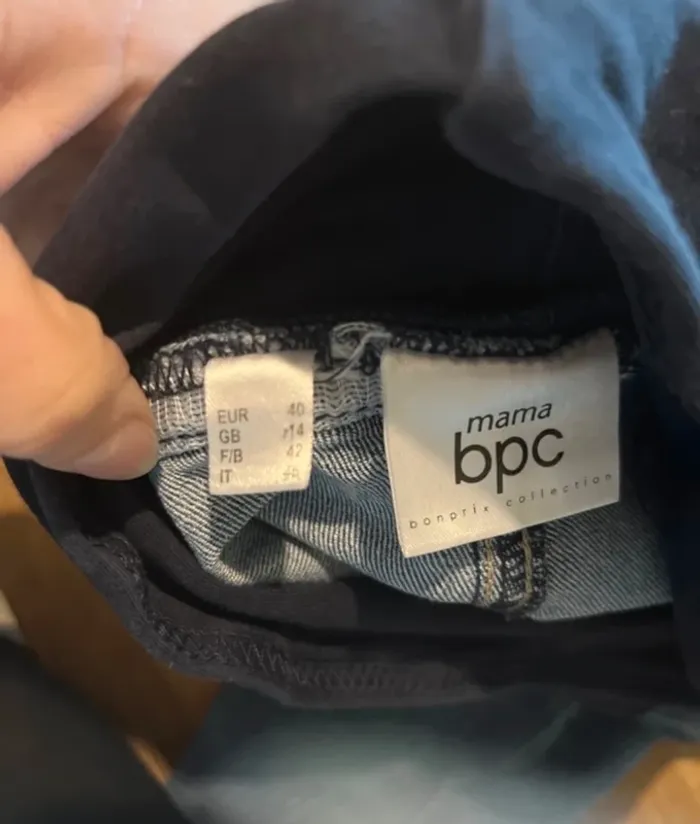 EUR 40
GB 14
F/B 42
IT
mama
bpc
bonprix collection